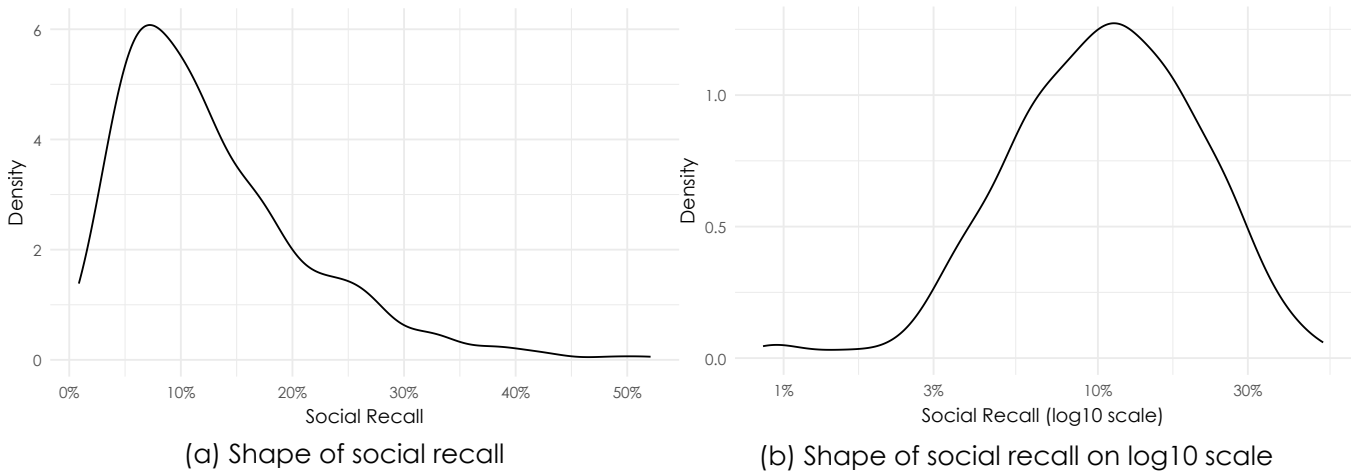 6
4
2
0
Density
0% 10% 20% 30% 40% 50%
Social Recall
(a) Shape of social recall
1.0
0.5
0.0
Density
1% 3% 10% 30%
Social Recall (log10 scale)
(b) Shape of social recall on log10 scale